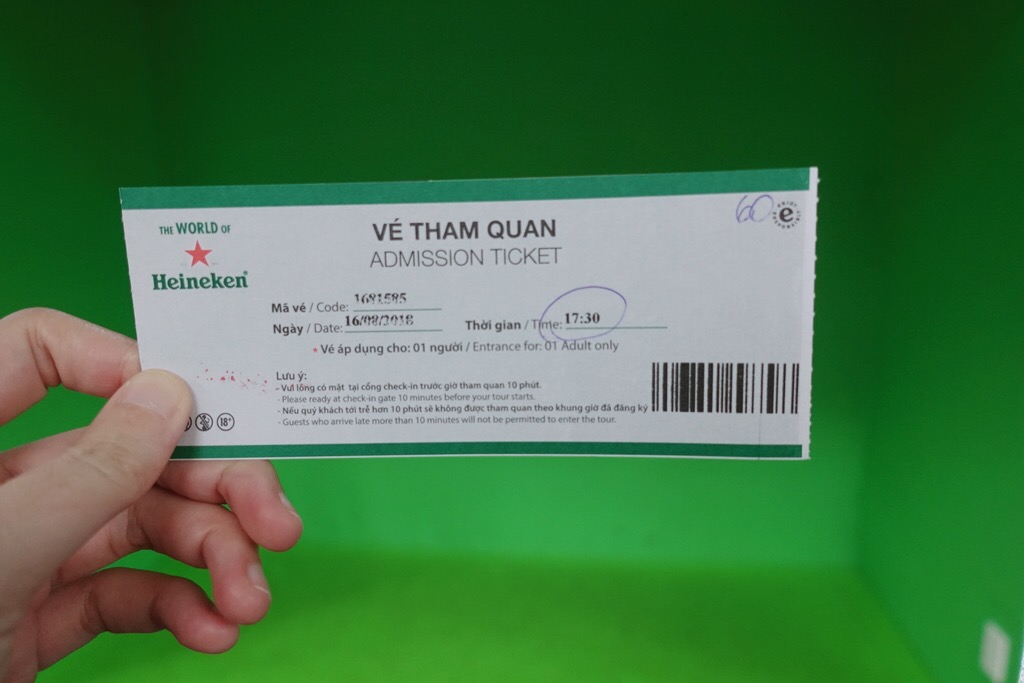 THE WORLD OF
Heineken
VÉ THAM QUAN
ADMISSION TICKET
60
e
Mã vé / Code: 1681585
Ngày / Date: 16/08/2018
Thời gian / Time: 17:30
* Vé áp dụng cho: 01 người / Entrance for: 01 Adult only
Lưu ý:
- Vui lòng có mặt tại cổng check-in trước giờ tham quan 10 phút.
- Please ready at check-in gate 10 minutes before your tour starts.
- Nếu quý khách tới trễ hơn 10 phút sẽ không được tham quan theo khung giờ đã đăng ký
- Guests who arrive late more than 10 minutes will not be permitted to enter the tour.
18+